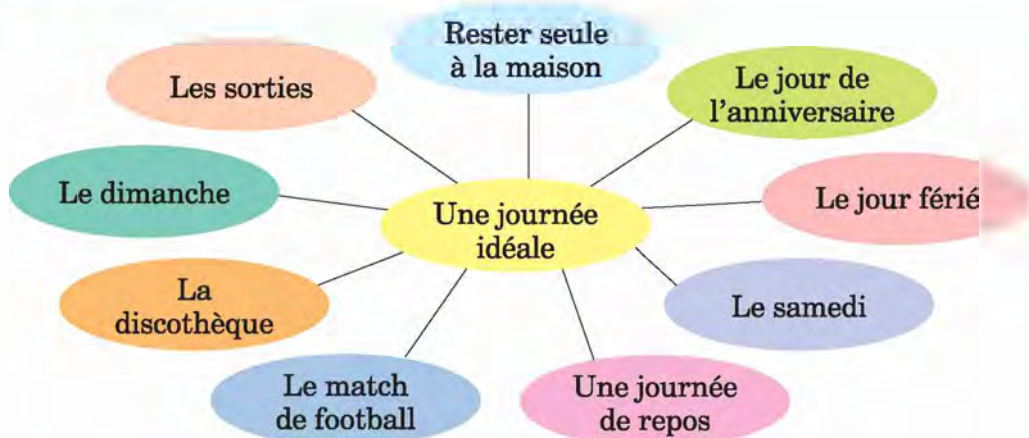 Rester seule
à la maison
Les sorties
Le jour de
l'anniversaire
Le dimanche
Une journée
idéale
Le jour férié
La
discothèque
Le samedi
Le match
de football
Une journée
de repos